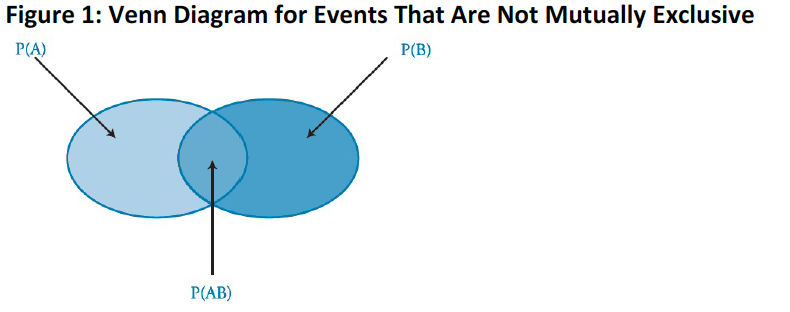 Figure 1: Venn Diagram for Events That Are Not Mutually Exclusive
P(A)
P(B)
P(AB)